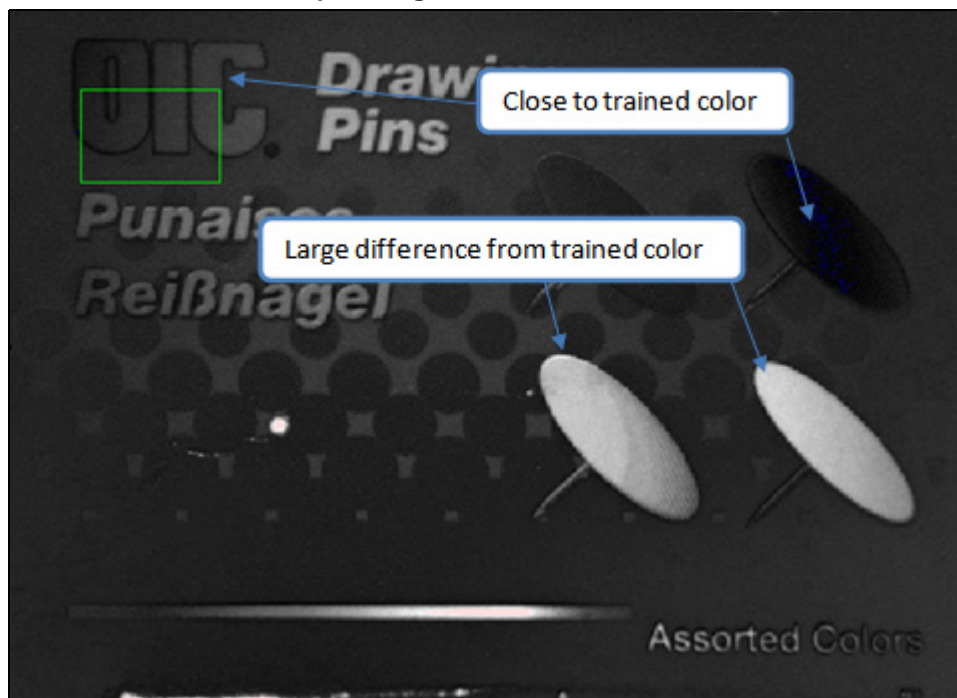 OIC.
Drawing
Pins
Close to trained color
Punaises
Large difference from trained color
Reißnagel
Assorted Colors